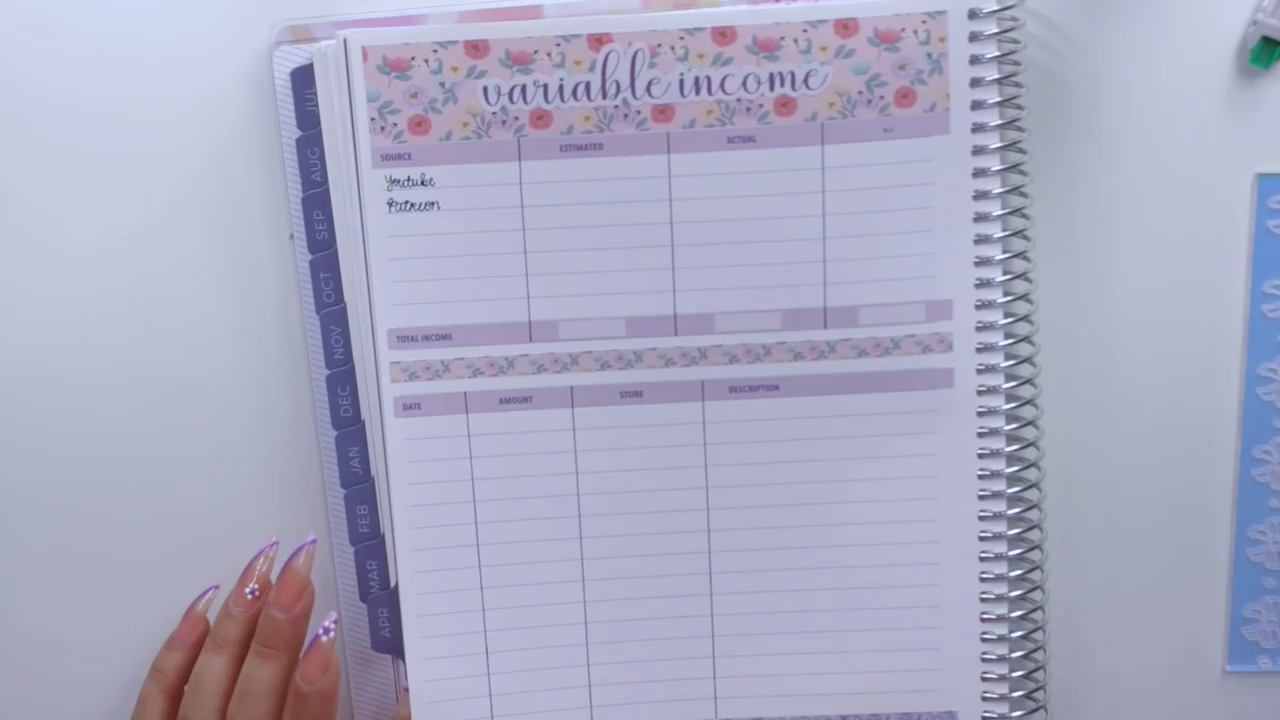 variable income
SOURCE ESTIMATED ACTUAL +/-
Youtube
Patreon
TOTAL INCOME
DATE AMOUNT STORE DESCRIPTION
JUL
AUG
SEP
OCT
NOV
DEC
JAN
FEB
MAR
APR